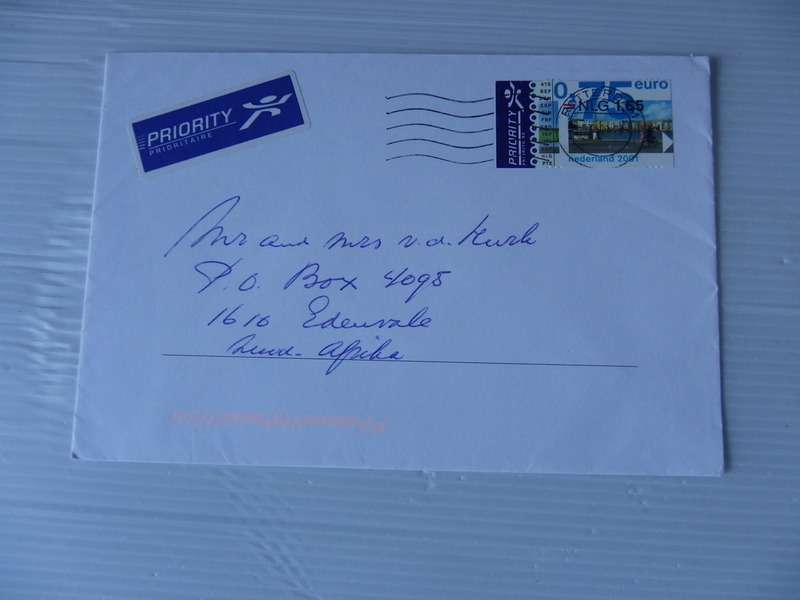 PRIORITY
PRIORITAIRE
PRIORITY
0,75 euro
NLG 1.65
nederland 2001
Mr and Mrs v.d. Kurk
P.O. Box 4095
1610 Edenvale
Zuid-Afrika